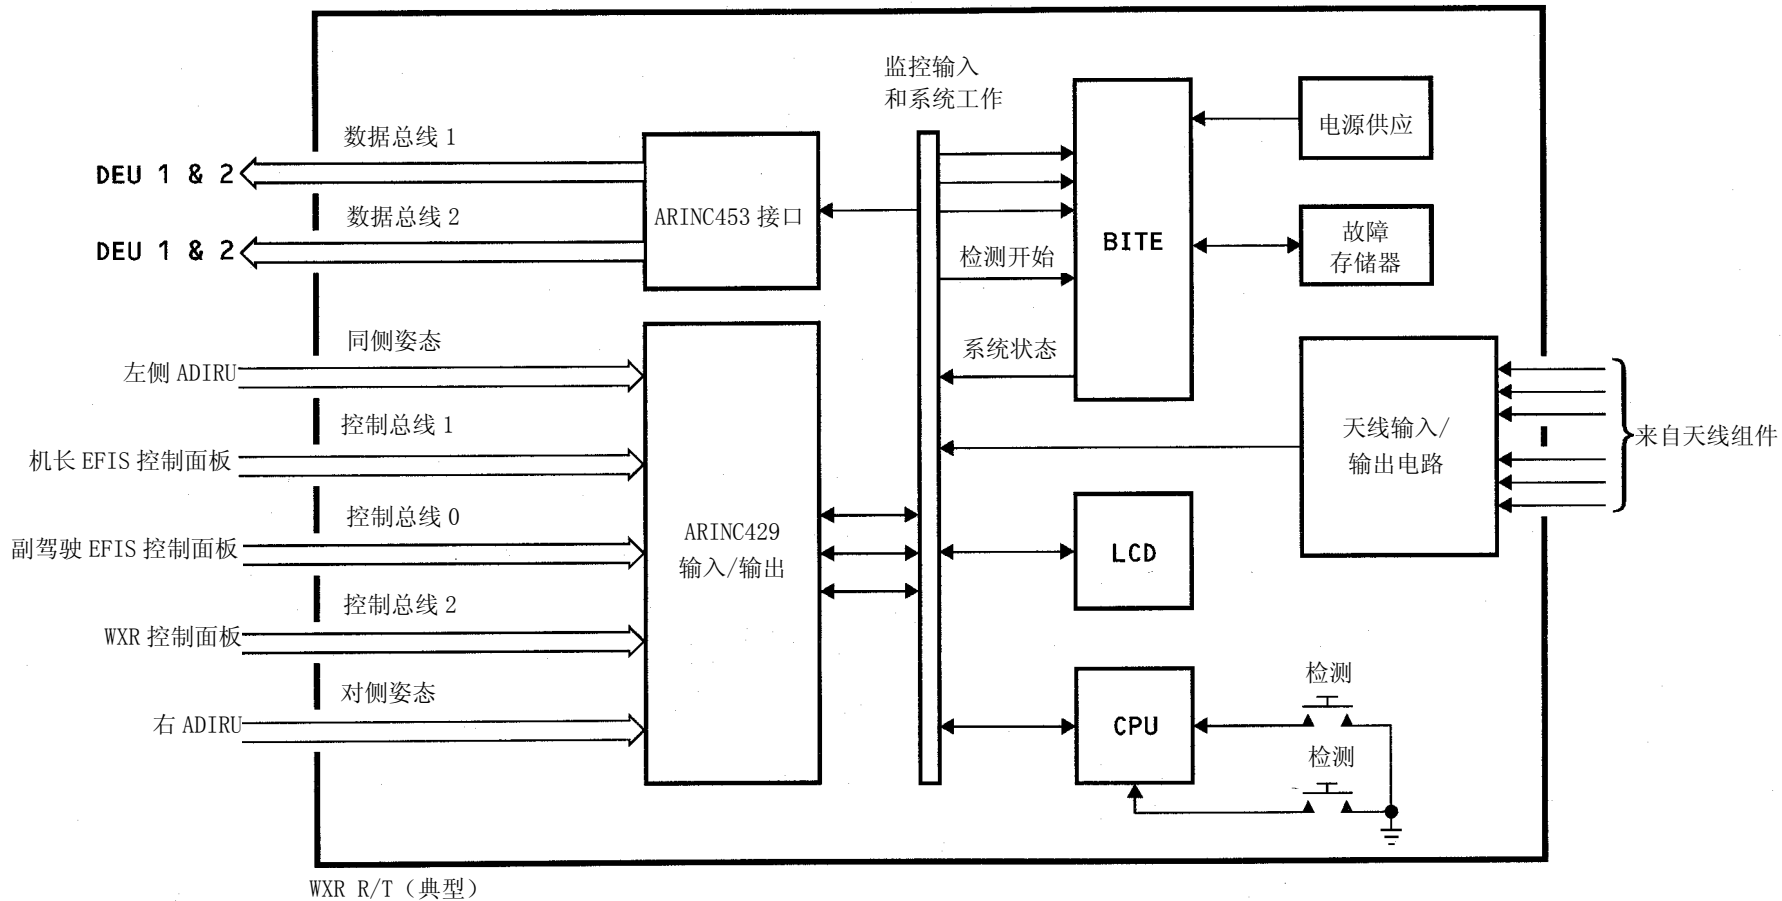 监控输入
和系统工作
数据总线 1
DEU 1 & 2
数据总线 2
DEU 1 & 2
ARINC453 接口
检测开始
系统状态
BITE
电源供应
故障
存储器
同侧姿态
左侧 ADIRU
控制总线 1
机长 EFIS 控制面板
控制总线 0
副驾驶 EFIS 控制面板
控制总线 2
WXR 控制面板
对侧姿态
右 ADIRU
ARINC429
输入/输出
天线输入/
输出电路
来自天线组件
LCD
CPU
检测
检测
WXR R/T（典型）